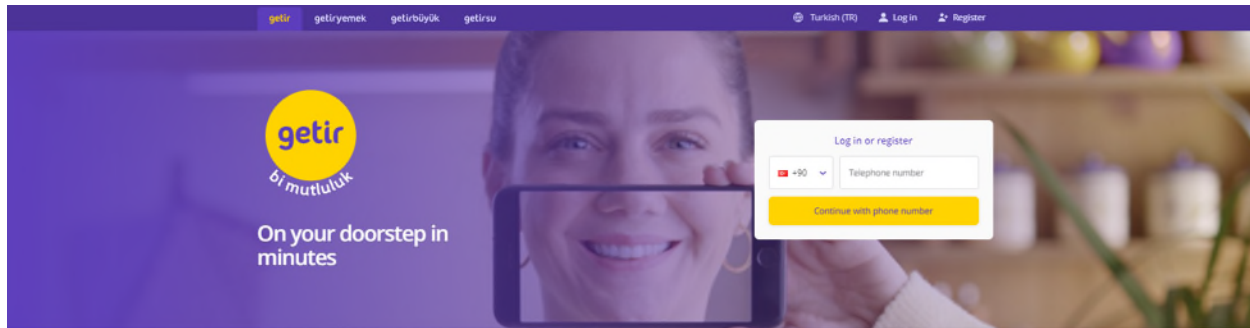 getir getiryemek getirbüyük getirsu Turkish (TR) Log in Register
getir
bi mutluluk
On your doorstep in
minutes
Log in or register
+90 Telephone number
Continue with phone number